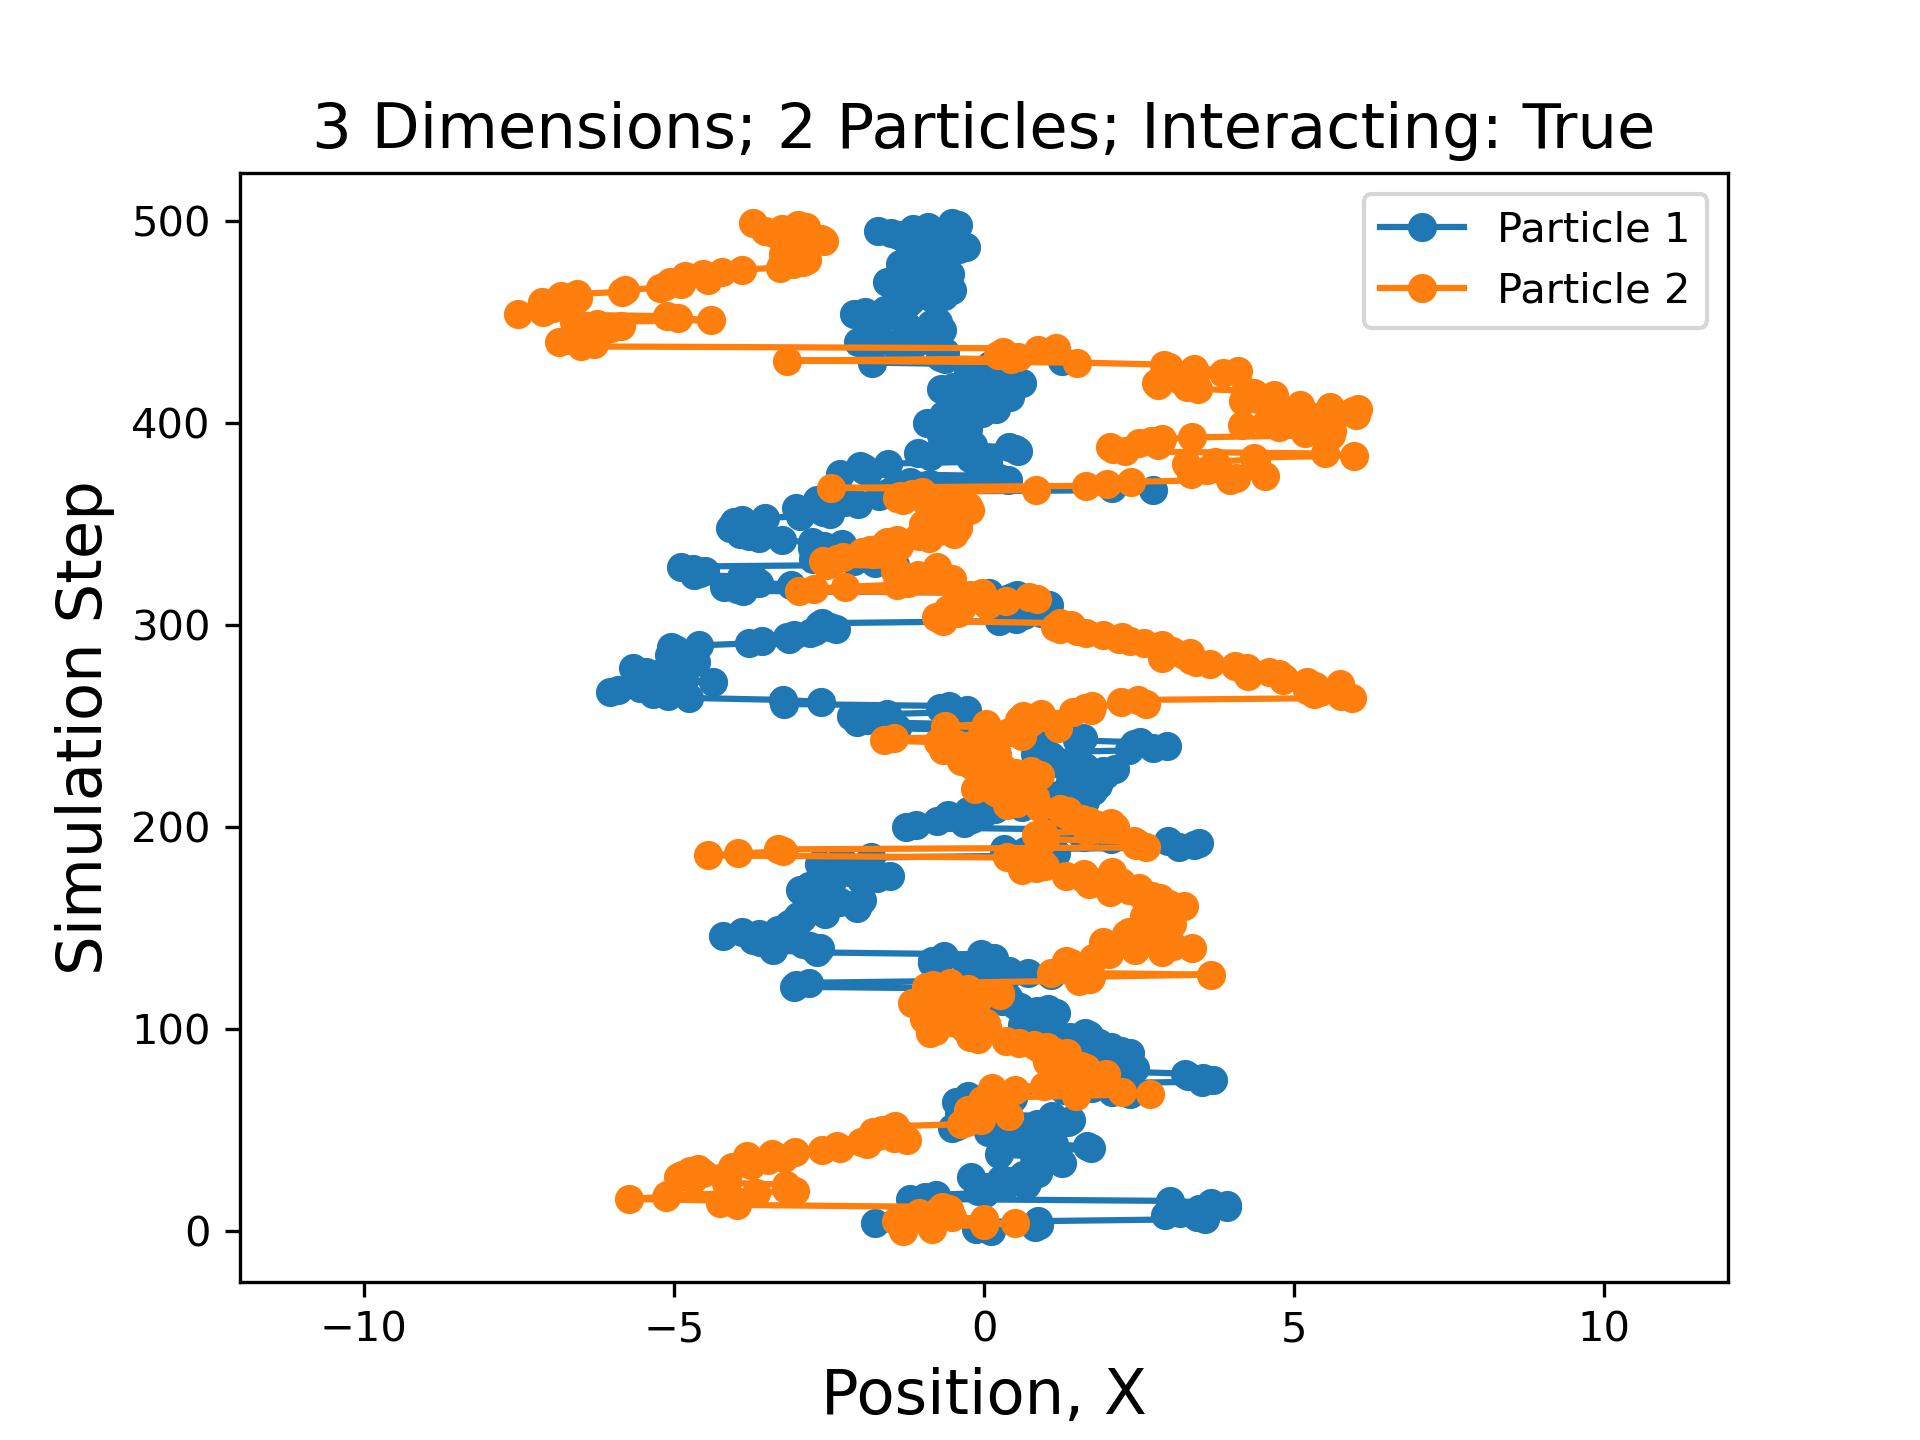 3 Dimensions; 2 Particles; Interacting: True
Particle 1
Particle 2
Simulation Step
500
400
300
200
100
0
−10
−5
0
5
10
Position, X